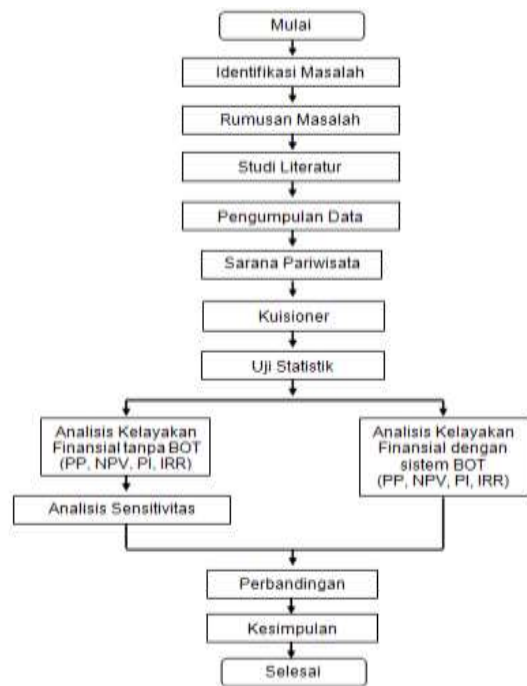 Mulai
Identifikasi Masalah
Rumusan Masalah
Studi Literatur
Pengumpulan Data
Sarana Pariwisata
Kuisioner
Uji Statistik
Analisis Kelayakan
Finansial tanpa BOT
(PP, NPV, PI, IRR)
Analisis Sensitivitas
Analisis Kelayakan
Finansial dengan
sistem BOT
(PP, NPV, PI, IRR)
Perbandingan
Kesimpulan
Selesai